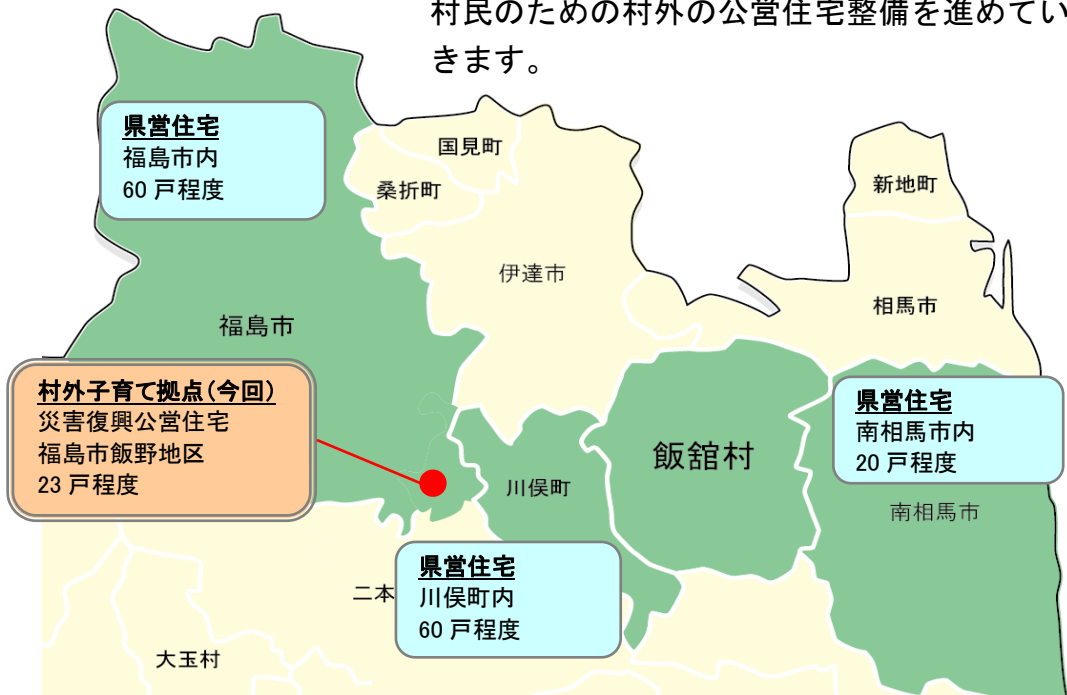 村民のための村外の公営住宅整備を進めてい
きます。
県営住宅
福島市内
60 戸程度
国見町
桑折町
新地町
伊達市
相馬市
福島市
村外子育て拠点(今回)
災害復興公営住宅
福島市飯野地区
23 戸程度
県営住宅
南相馬市内
20 戸程度
飯舘村
川俣町
南相馬市
県営住宅
川俣町内
60 戸程度
二本
大玉村